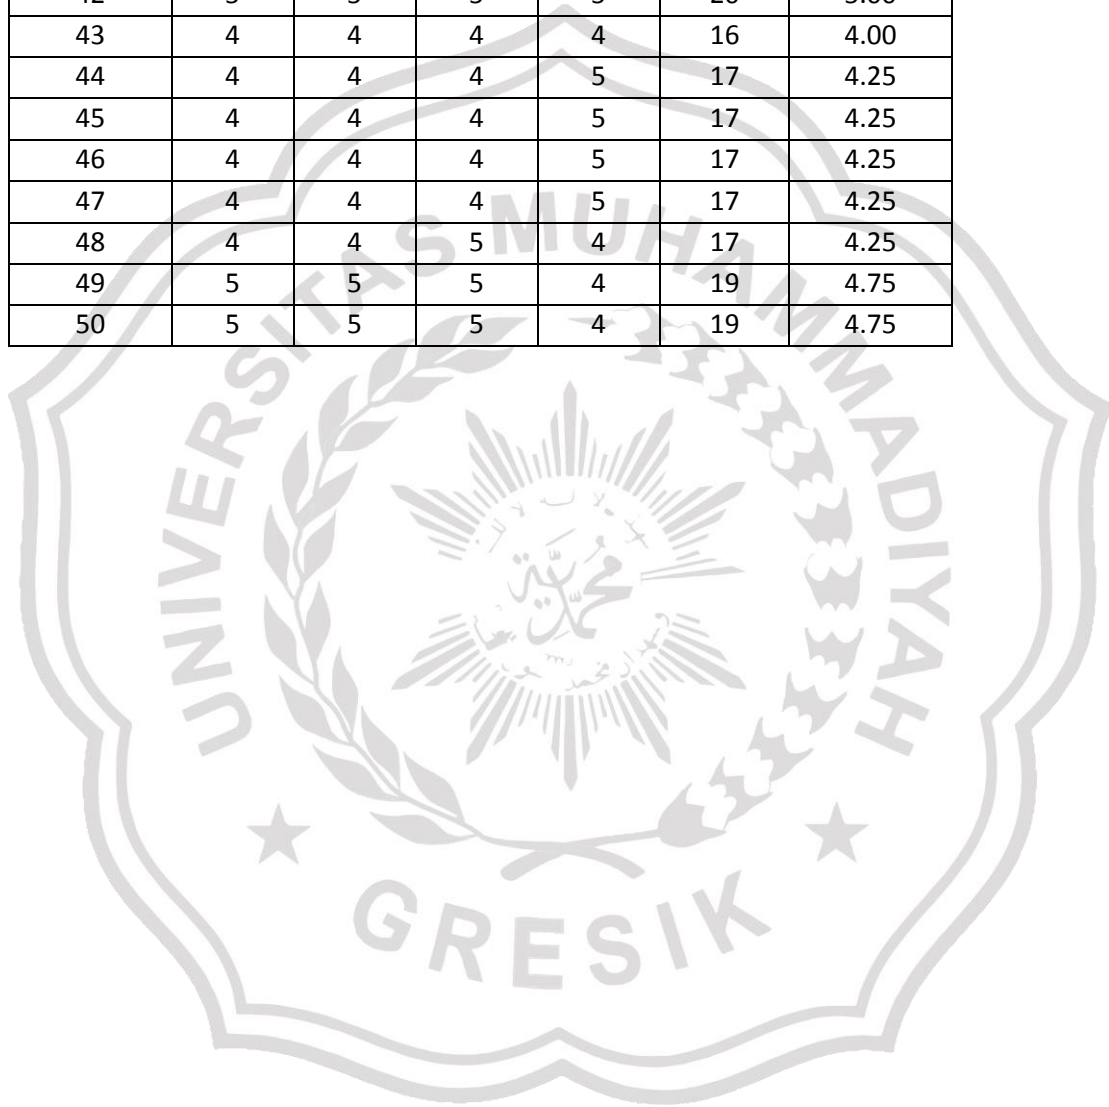 43 4 4 4 4 16 4.00
44 4 4 4 5 17 4.25
45 4 4 4 5 17 4.25
46 4 4 4 5 17 4.25
47 4 4 4 5 17 4.25
48 4 4 5 4 17 4.25
49 5 5 5 4 19 4.75
50 5 5 5 4 19 4.75
UNIVERSITAS MUHAMMADIYAH
محمدية
GRESIK